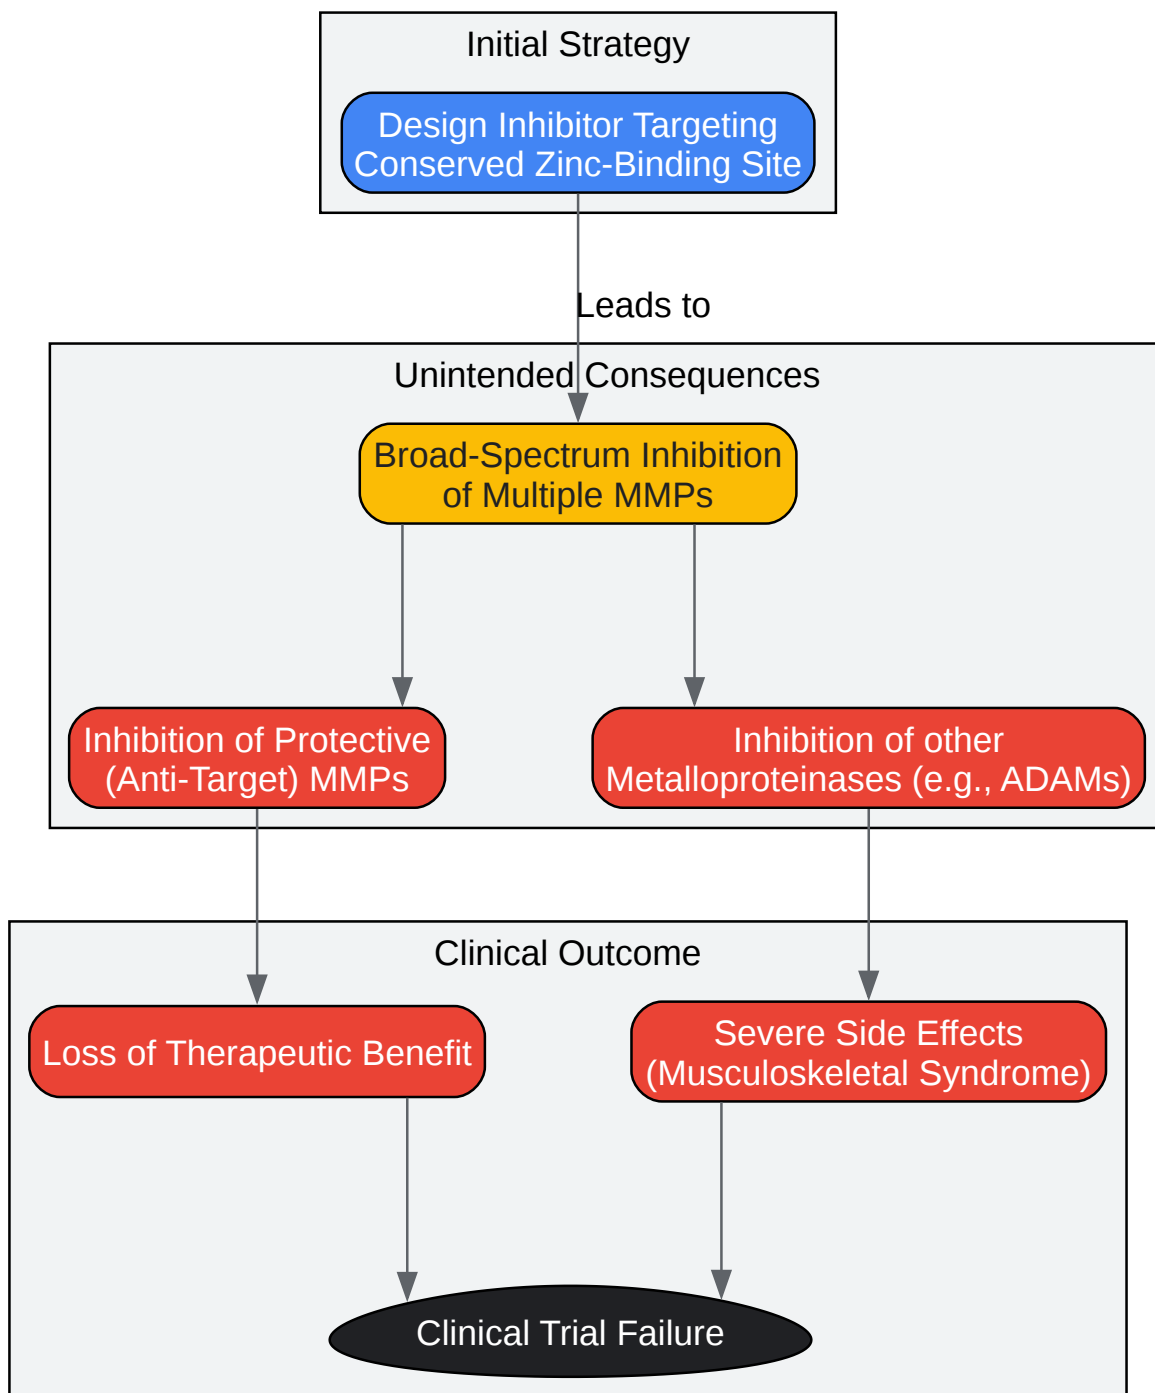 Initial Strategy
Design Inhibitor Targeting
Conserved Zinc-Binding Site
Leads to
Unintended Consequences
Broad-Spectrum Inhibition
of Multiple MMPs
Inhibition of Protective
(Anti-Target) MMPs
Inhibition of other
Metalloproteinases (e.g., ADAMs)
Clinical Outcome
Loss of Therapeutic Benefit
Severe Side Effects
(Musculoskeletal Syndrome)
Clinical Trial Failure